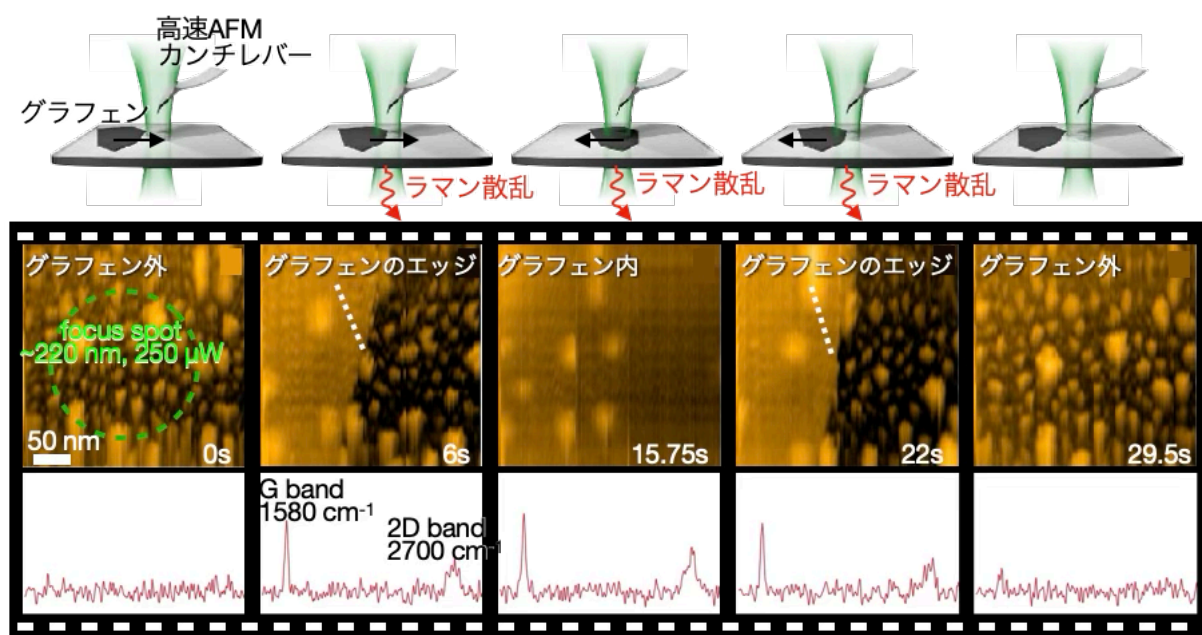 高速AFM
カンチレバー
グラフェン
ラマン散乱
ラマン散乱
ラマン散乱
グラフェン外
グラフェンのエッジ
グラフェン内
グラフェンのエッジ
グラフェン外
focus spot
~220 nm, 250 µW
50 nm
0s
6s
15.75s
22s
29.5s
G band
1580 cm⁻¹
2D band
2700 cm⁻¹